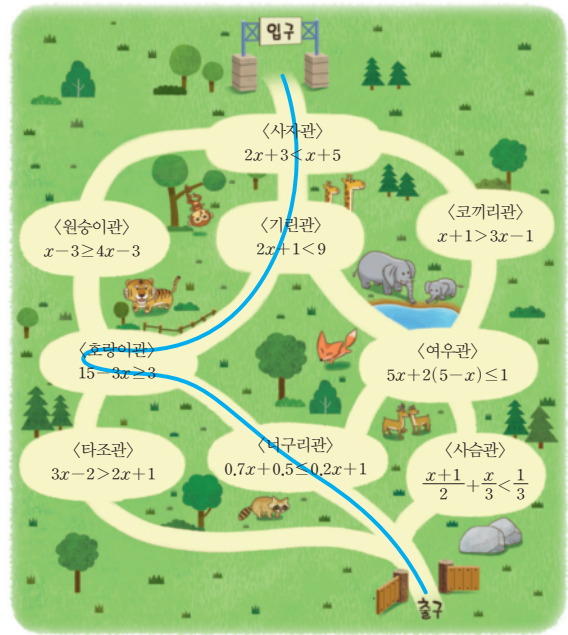 입구
〈사자관〉
2x+3<x+5
〈원숭이관〉
x−3≥4x−3
〈기린관〉
2x+1<9
〈코끼리관〉
x+1>3x−1
〈호랑이관〉
15−3x≥3
〈여우관〉
5x+2(5−x)≤1
〈타조관〉
3x−2>2x+1
〈너구리관〉
0.7x+0.5≤0.2x+1
〈사슴관〉
x+1/2+x/3<1/3
출구